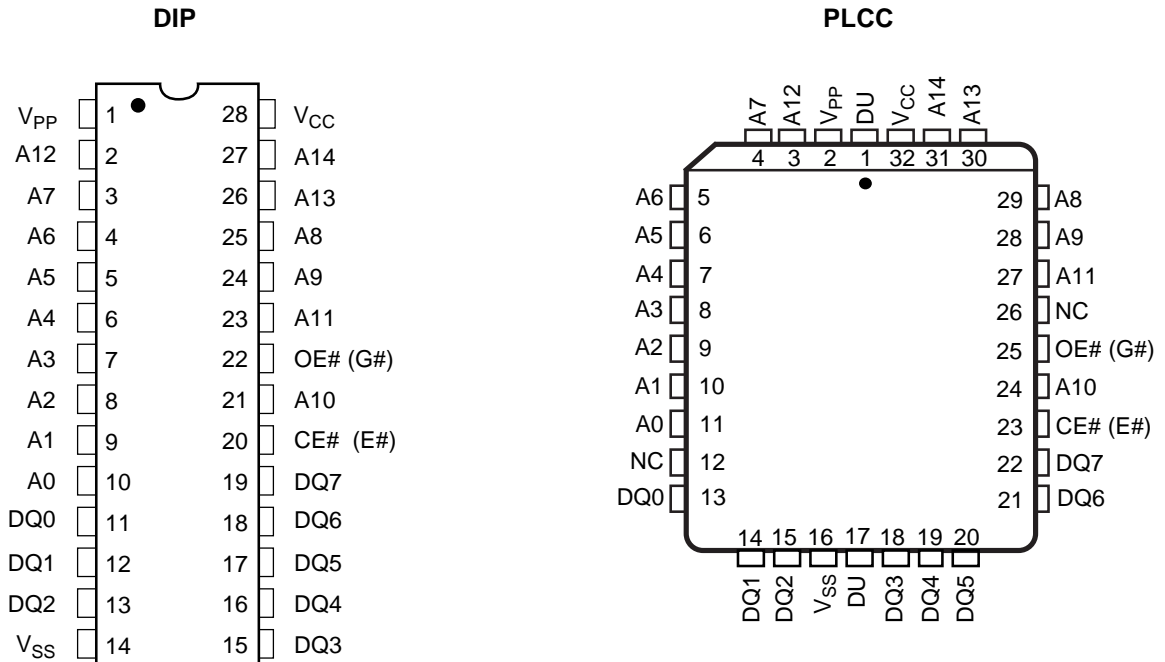 DIP
VPP 1 28 VCC
A12 2 27 A14
A7 3 26 A13
A6 4 25 A8
A5 5 24 A9
A4 6 23 A11
A3 7 22 OE# (G#)
A2 8 21 A10
A1 9 20 CE# (E#)
A0 10 19 DQ7
DQ0 11 18 DQ6
DQ1 12 17 DQ5
DQ2 13 16 DQ4
VSS 14 15 DQ3
PLCC
A7 A12 VPP DU VCC A14 A13
4 3 2 1 32 31 30
A6 5 29 A8
A5 6 28 A9
A4 7 27 A11
A3 8 26 NC
A2 9 25 OE# (G#)
A1 10 24 A10
A0 11 23 CE# (E#)
NC 12 22 DQ7
DQ0 13 21 DQ6
14 15 16 17 18 19 20
DQ1 DQ2 VSS DU DQ3 DQ4 DQ5